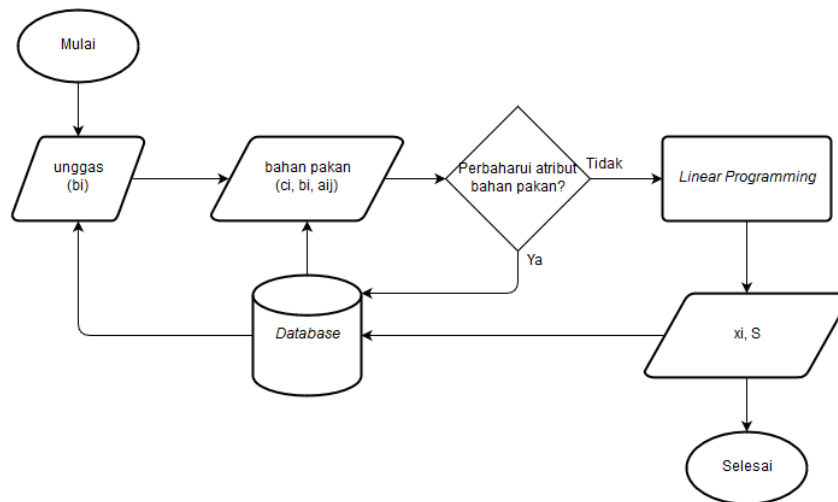 Mulai
unggas
(bi)
bahan pakan
(ci, bi, aij)
Perbaharui atribut
bahan pakan?
Tidak
Linear Programming
Ya
Database
xi, S
Selesai